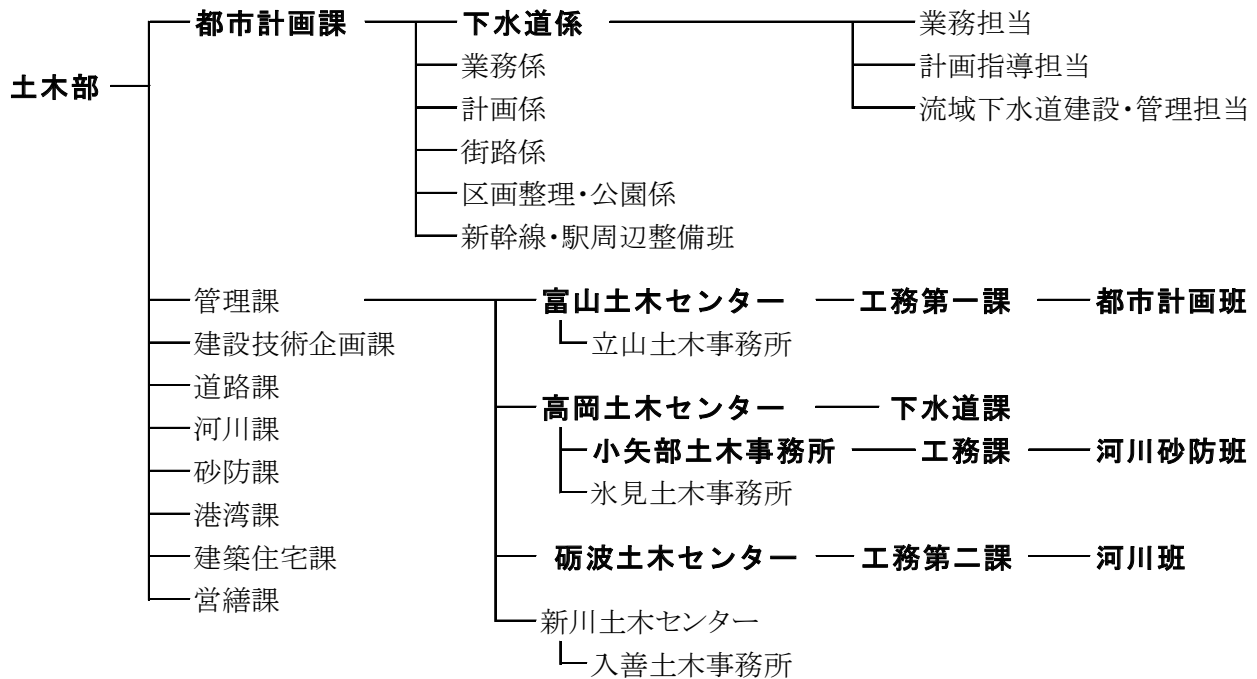 都市計画課 下水道係 業務担当
業務係 計画指導担当
土木部
計画係 流域下水道建設・管理担当
街路係
区画整理・公園係
新幹線・駅周辺整備班
管理課 富山土木センター 工務第一課 都市計画班
建設技術企画課 立山土木事務所
道路課 高岡土木センター 下水道課
河川課 小矢部土木事務所 工務課 河川砂防班
砂防課 氷見土木事務所
港湾課
建築住宅課 砺波土木センター 工務第二課 河川班
営繕課
新川土木センター
入善土木事務所